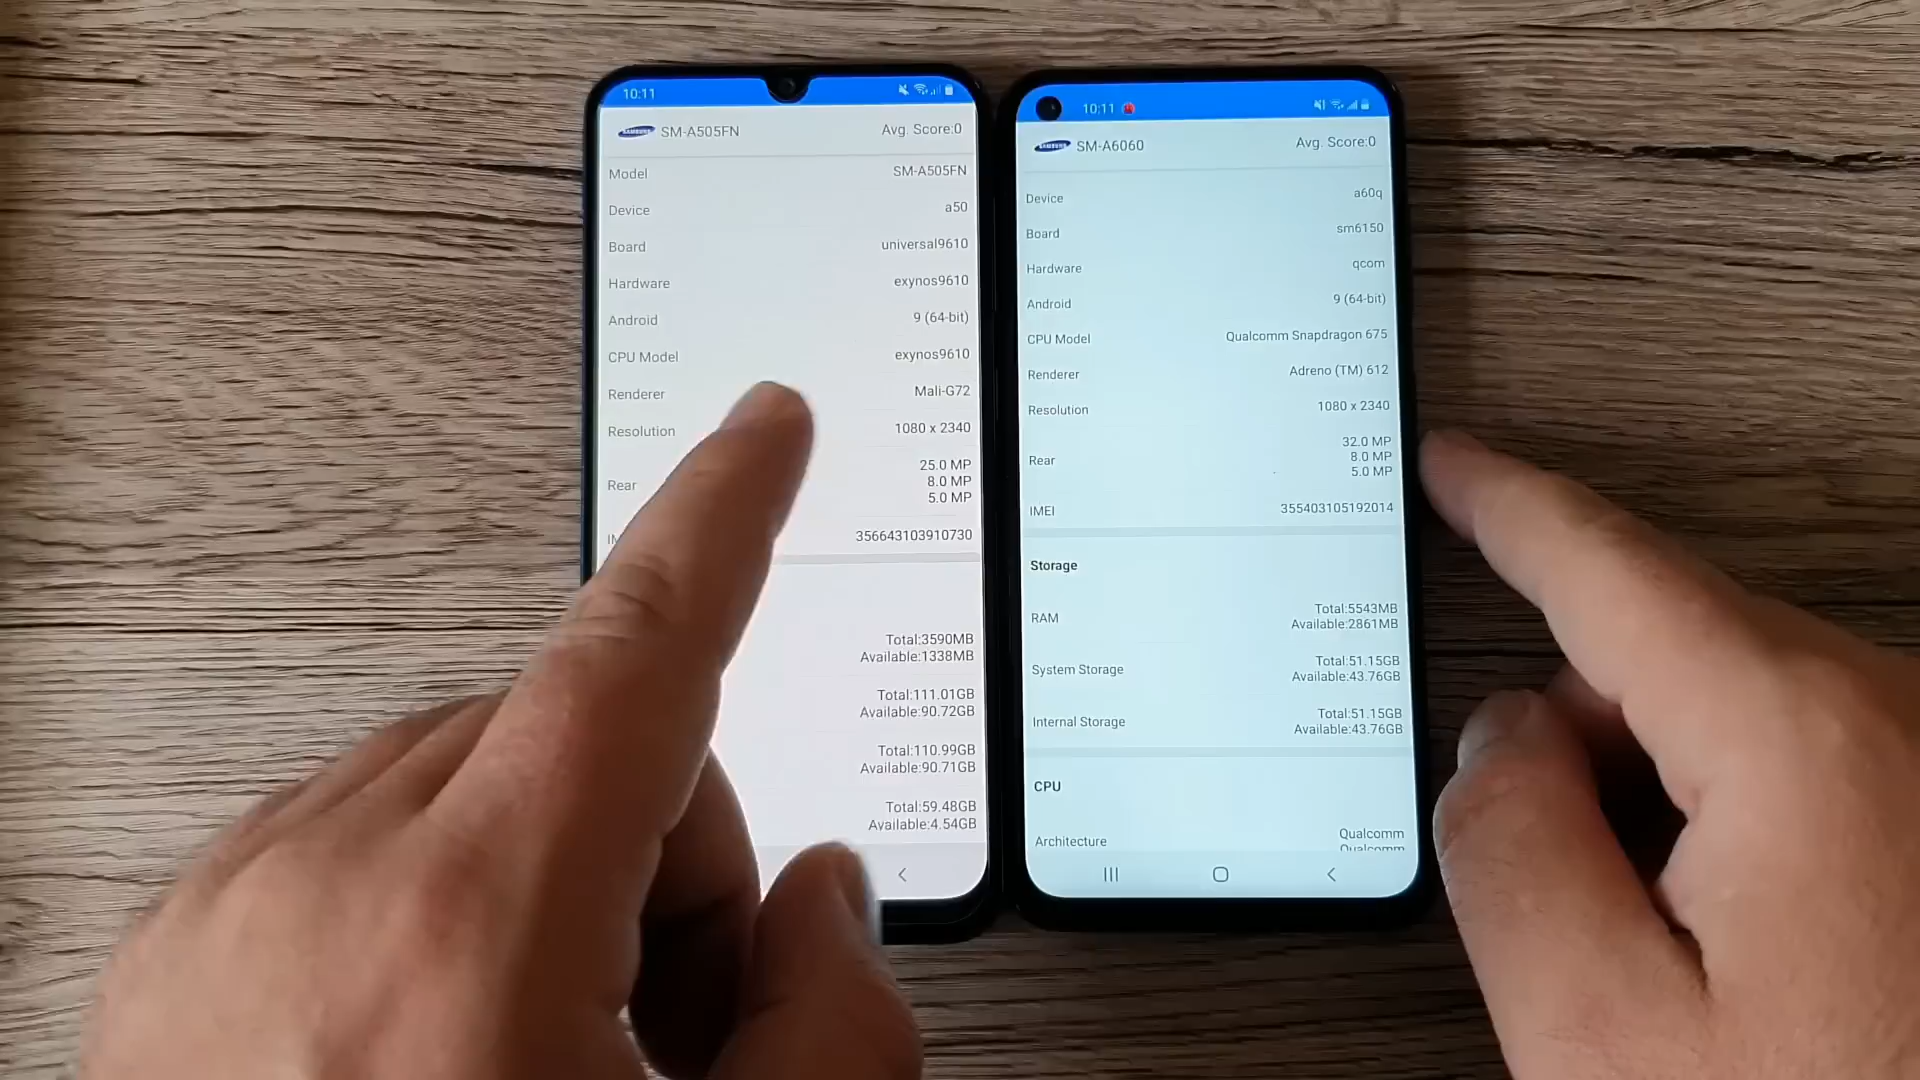 10:11
SAMSUNG SM-A505FN Avg. Score:0
Model SM-A505FN
Device a50
Board universal9610
Hardware exynos9610
Android 9 (64-bit)
CPU Model exynos9610
Renderer Mali-G72
Resolution 1080 x 2340
Rear 25.0 MP
8.0 MP
5.0 MP
IM 356643103910730
Total:3590MB
Available:1338MB
Total:111.01GB
Available:90.72GB
Total:110.99GB
Available:90.71GB
Total:59.48GB
Available:4.54GB
10:11
SAMSUNG SM-A6060 Avg. Score:0
Device a60q
Board sm6150
Hardware qcom
Android 9 (64-bit)
CPU Model Qualcomm Snapdragon 675
Renderer Adreno (TM) 612
Resolution 1080 x 2340
Rear 32.0 MP
8.0 MP
5.0 MP
IMEI 355403105192014
Storage
RAM Total:5543MB
Available:2861MB
System Storage Total:51.15GB
Available:43.76GB
Internal Storage Total:51.15GB
Available:43.76GB
CPU
Architecture Qualcomm
Qualcomm